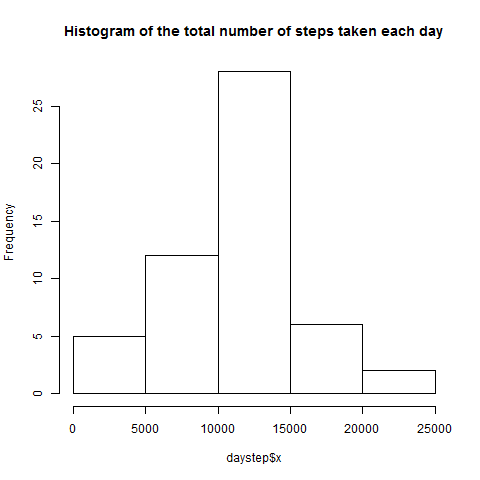 Histogram of the total number of steps taken each day
Frequency
25
20
15
10
5
0
0 5000 10000 15000 20000 25000
daystep$x